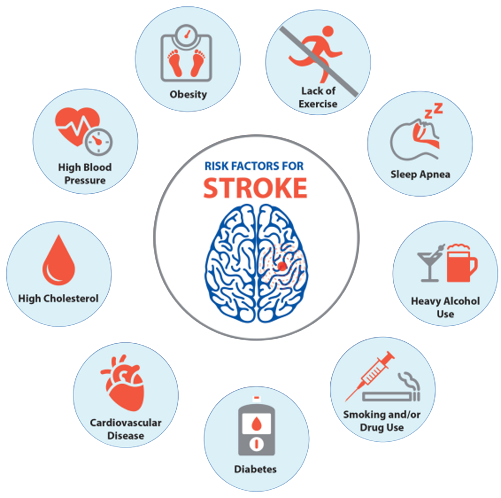 RISK FACTORS FOR
STROKE
Obesity
Lack of
Exercise
zZ
Sleep Apnea
Heavy Alcohol
Use
Smoking and/or
Drug Use
Diabetes
Cardiovascular
Disease
High Cholesterol
High Blood
Pressure